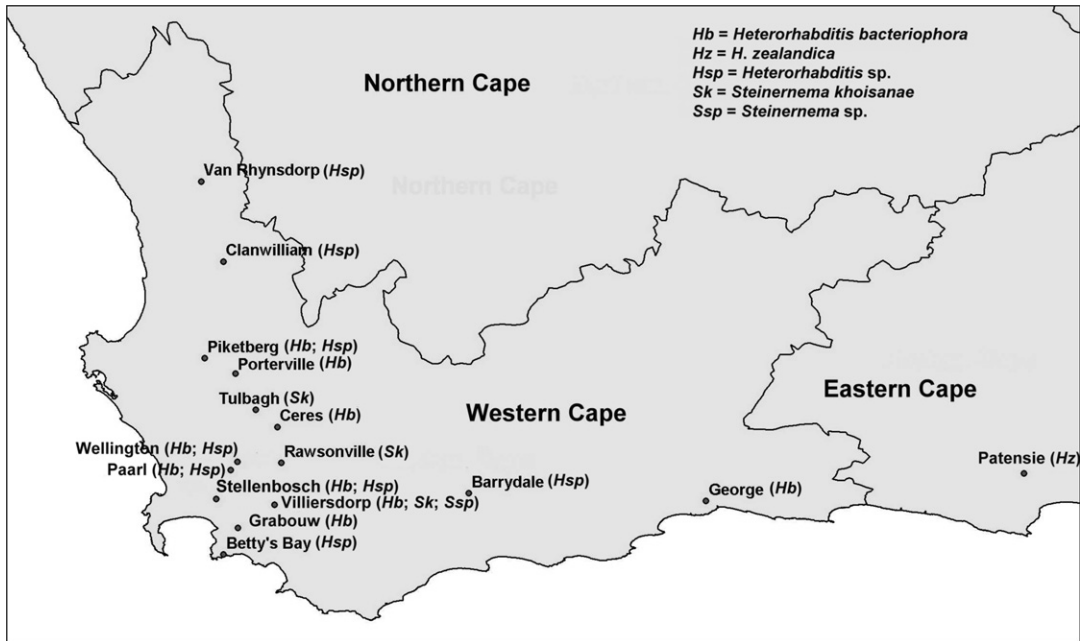 Hb = Heterorhabditis bacteriophora
Hz = H. zealandica
Hsp = Heterorhabditis sp.
Sk = Steinernema khoisanae
Ssp = Steinernema sp.
Northern Cape
Van Rhynsdorp (Hsp)
Northern Cape
Clanwilliam (Hsp)
Piketberg (Hb; Hsp)
Porterville (Hb)
Eastern Cape
Tulbagh (Sk)
Western Cape
Ceres (Hb)
Wellington (Hb; Hsp)
Rawsonville (Sk)
Paarl (Hb; Hsp)
Patensie (Hz)
Barrydale (Hsp)
Stellenbosch (Hb; Hsp)
George (Hb)
Villiersdorp (Hb; Sk; Ssp)
Grabouw (Hb)
Betty's Bay (Hsp)